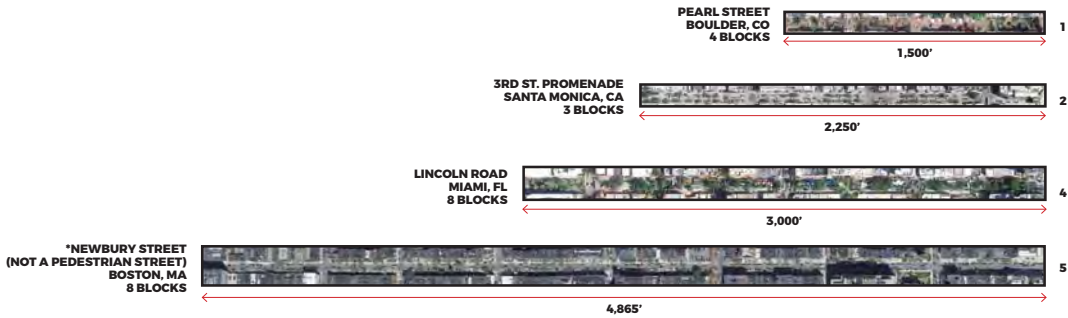 PEARL STREET
BOULDER, CO
4 BLOCKS
1
1,500’
3RD ST. PROMENADE
SANTA MONICA, CA
3 BLOCKS
2
2,250’
LINCOLN ROAD
MIAMI, FL
8 BLOCKS
4
3,000’
*NEWBURY STREET
(NOT A PEDESTRIAN STREET)
BOSTON, MA
8 BLOCKS
5
4,865’